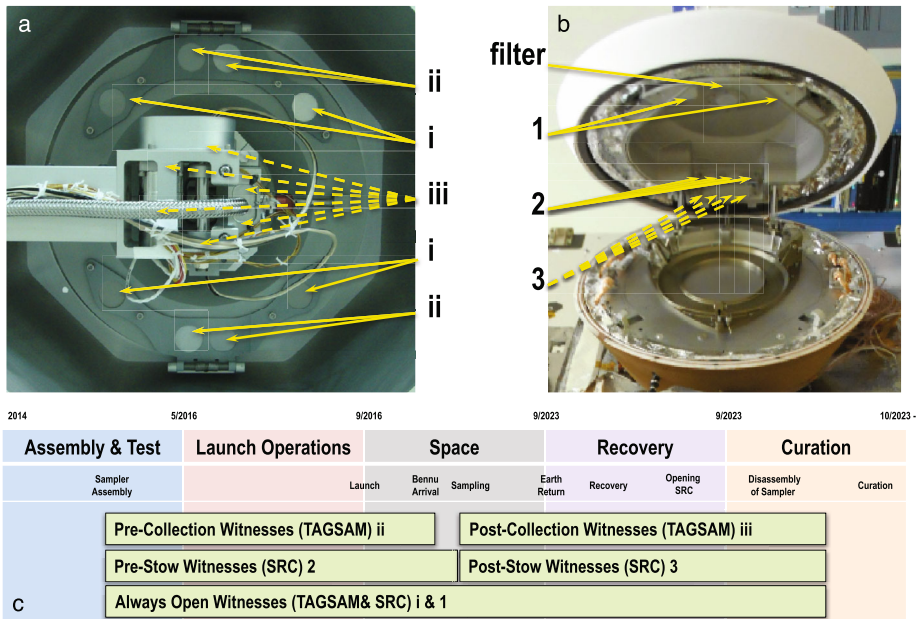 a
ii
i
iii
i
ii
b
filter
1
2
3
2014 5/2016 9/2016 9/2023 9/2023 10/2023 -
Assembly & Test Launch Operations Space Recovery Curation
Sampler Assembly Launch Bennu Arrival Sampling Earth Return Recovery Opening SRC Disassembly of Sampler Curation
Pre-Collection Witnesses (TAGSAM) ii Post-Collection Witnesses (TAGSAM) iii
Pre-Stow Witnesses (SRC) 2 Post-Stow Witnesses (SRC) 3
Always Open Witnesses (TAGSAM& SRC) i & 1
c